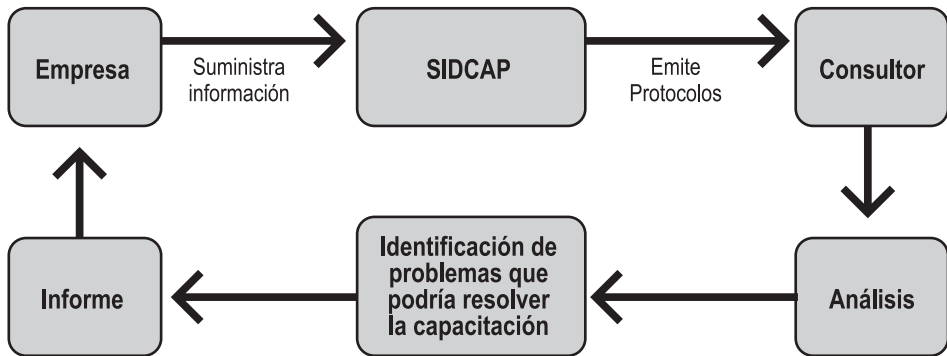 Empresa
Suministra
información
SIDCAP
Emite
Protocolos
Consultor
Informe
Identificación de
problemas que
podría resolver
la capacitación
Análisis